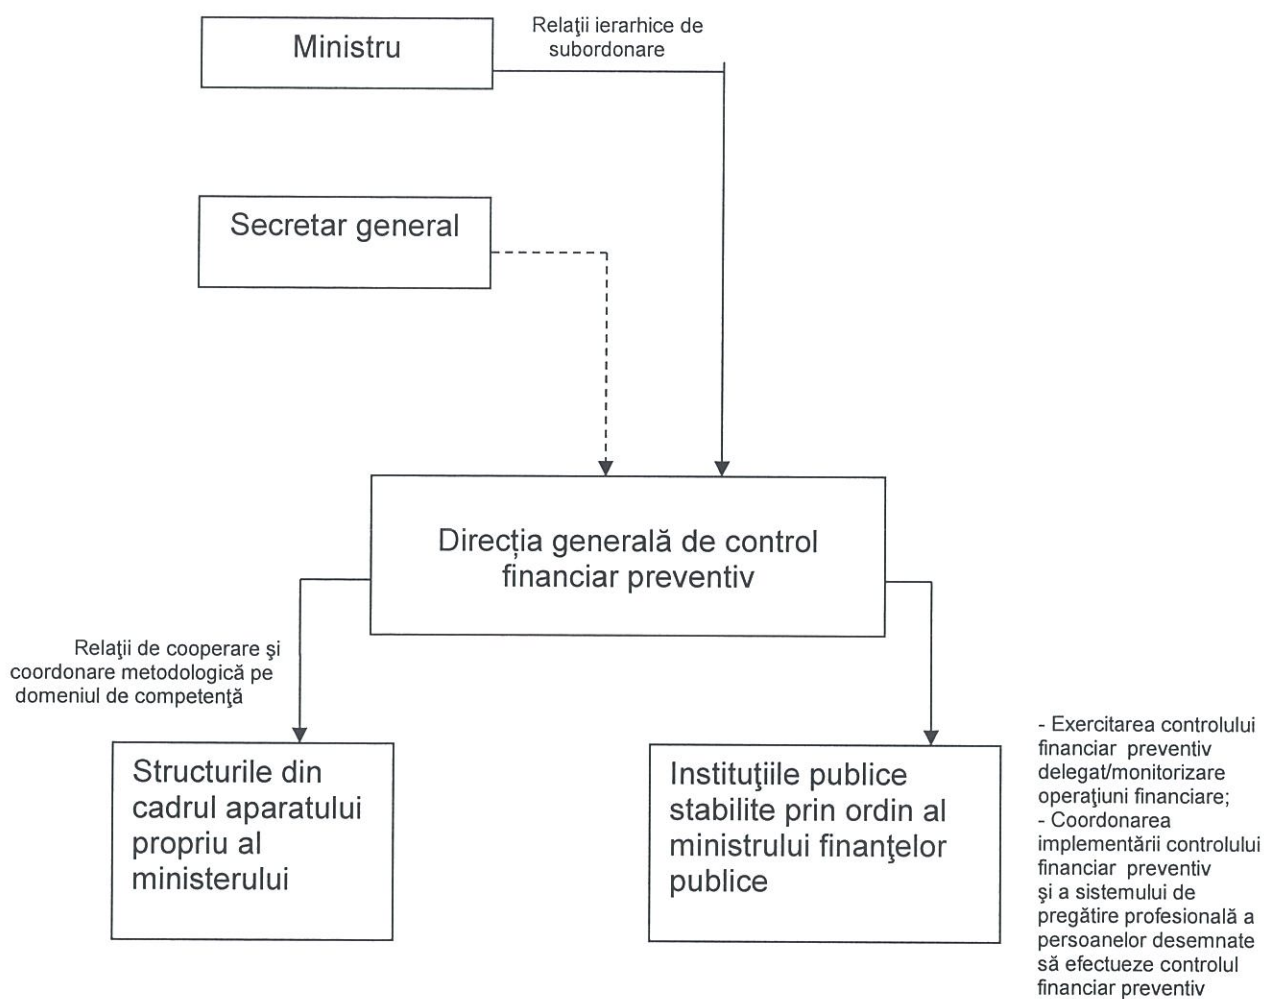 Ministru
Relaţii ierarhice de
subordonare
Secretar general
Direcția generală de control
financiar preventiv
Relaţii de cooperare şi
coordonare metodologică pe
domeniul de competenţă
Structurile din
cadrul aparatului
propriu al
ministerului
Instituţiile publice
stabilite prin ordin al
ministrului finanţelor
publice
- Exercitarea controlului
financiar preventiv
delegat/monitorizare
operaţiuni financiare;
- Coordonarea
implementării controlului
financiar preventiv
şi a sistemului de
pregătire profesională a
persoanelor desemnate
să efectueze controlul
financiar preventiv